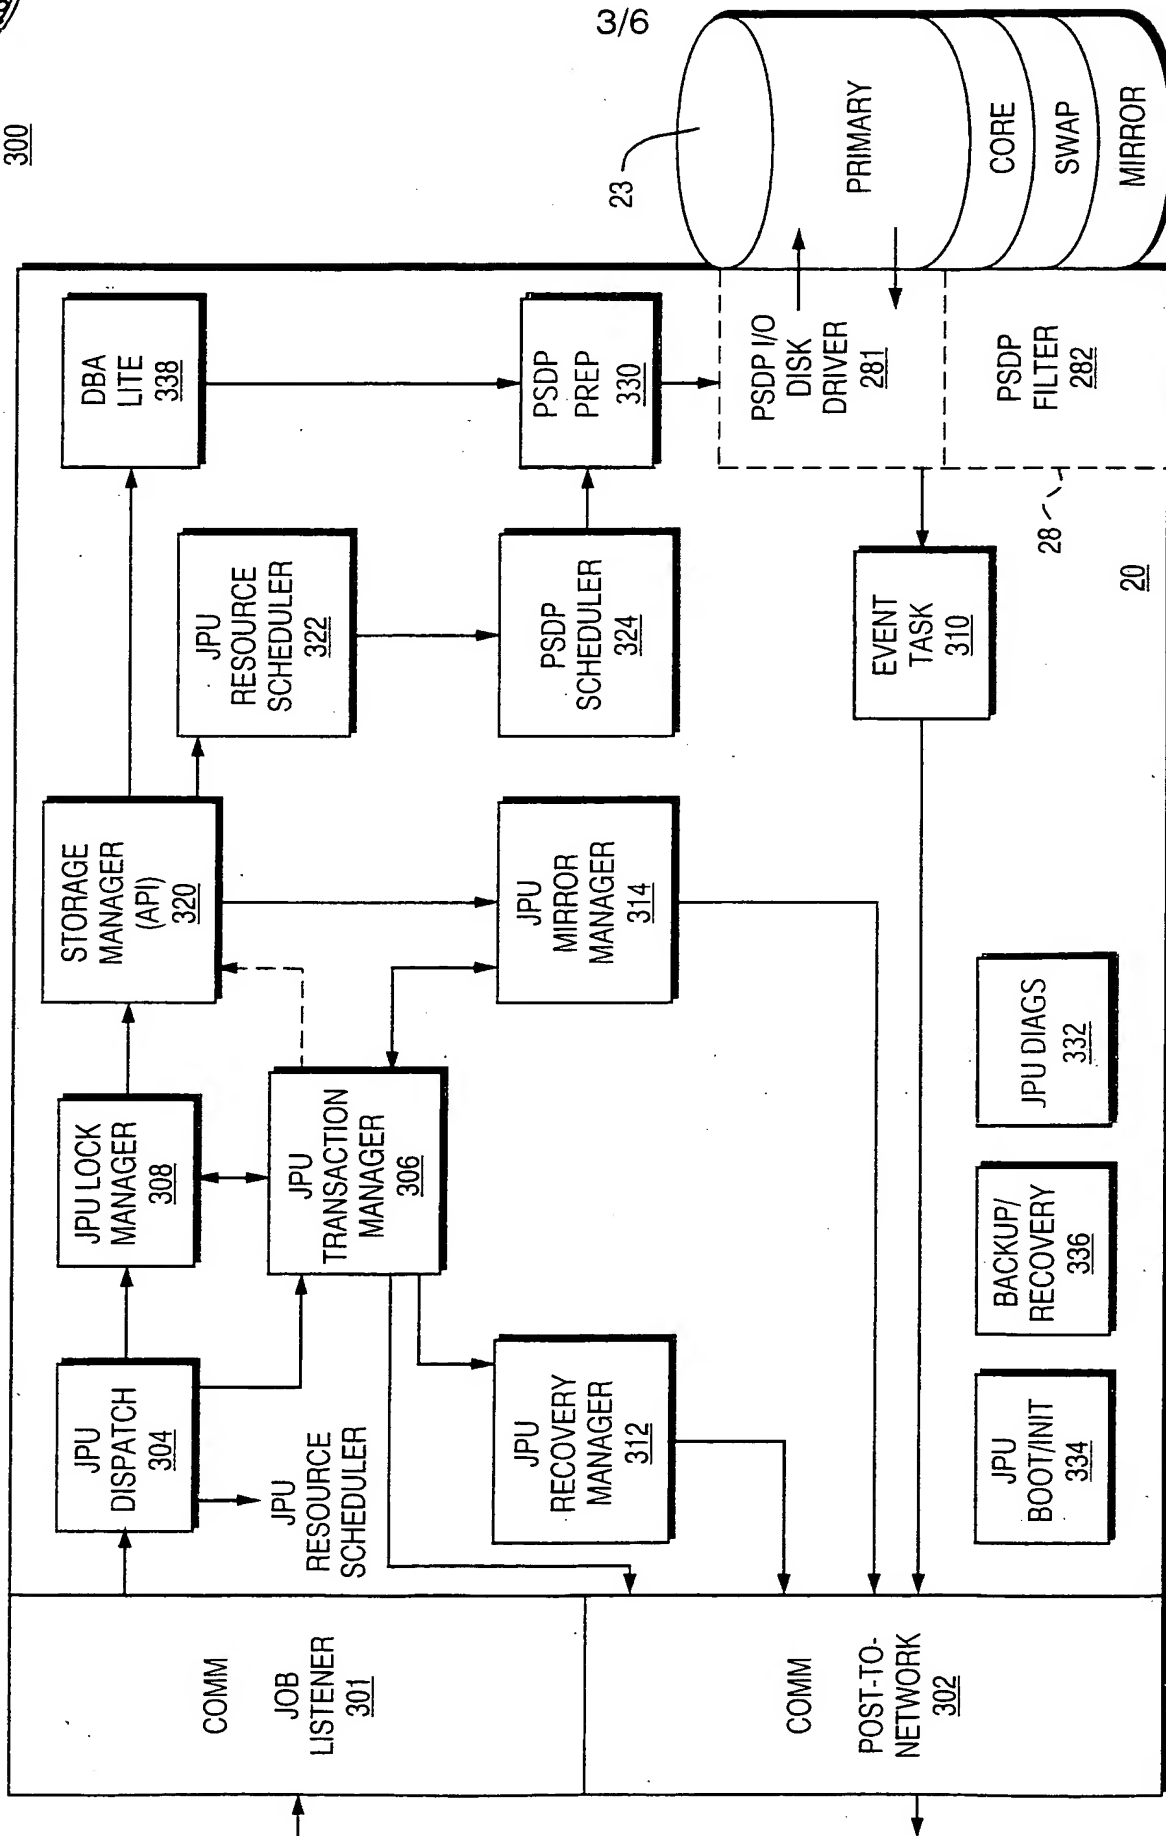 3/6
300
COMM
JOB
LISTENER
301
COMM
POST-TO-
NETWORK
302
JPU
DISPATCH
304
JPU
RESOURCE
SCHEDULER
JPU LOCK
MANAGER
308
JPU
TRANSACTION
MANAGER
306
JPU
RECOVERY
MANAGER
312
STORAGE
MANAGER
(API)
320
JPU
MIRROR
MANAGER
314
JPU
RESOURCE
SCHEDULER
322
PSDP
SCHEDULER
324
DBA
LITE
338
PSDP
PREP
330
PSDP I/O
DISK
DRIVER
281
PSDP
FILTER
282
28
20
EVENT
TASK
310
JPU
BOOT/INIT
334
BACKUP/
RECOVERY
336
JPU DIAGS
332
23
PRIMARY
CORE
SWAP
MIRROR